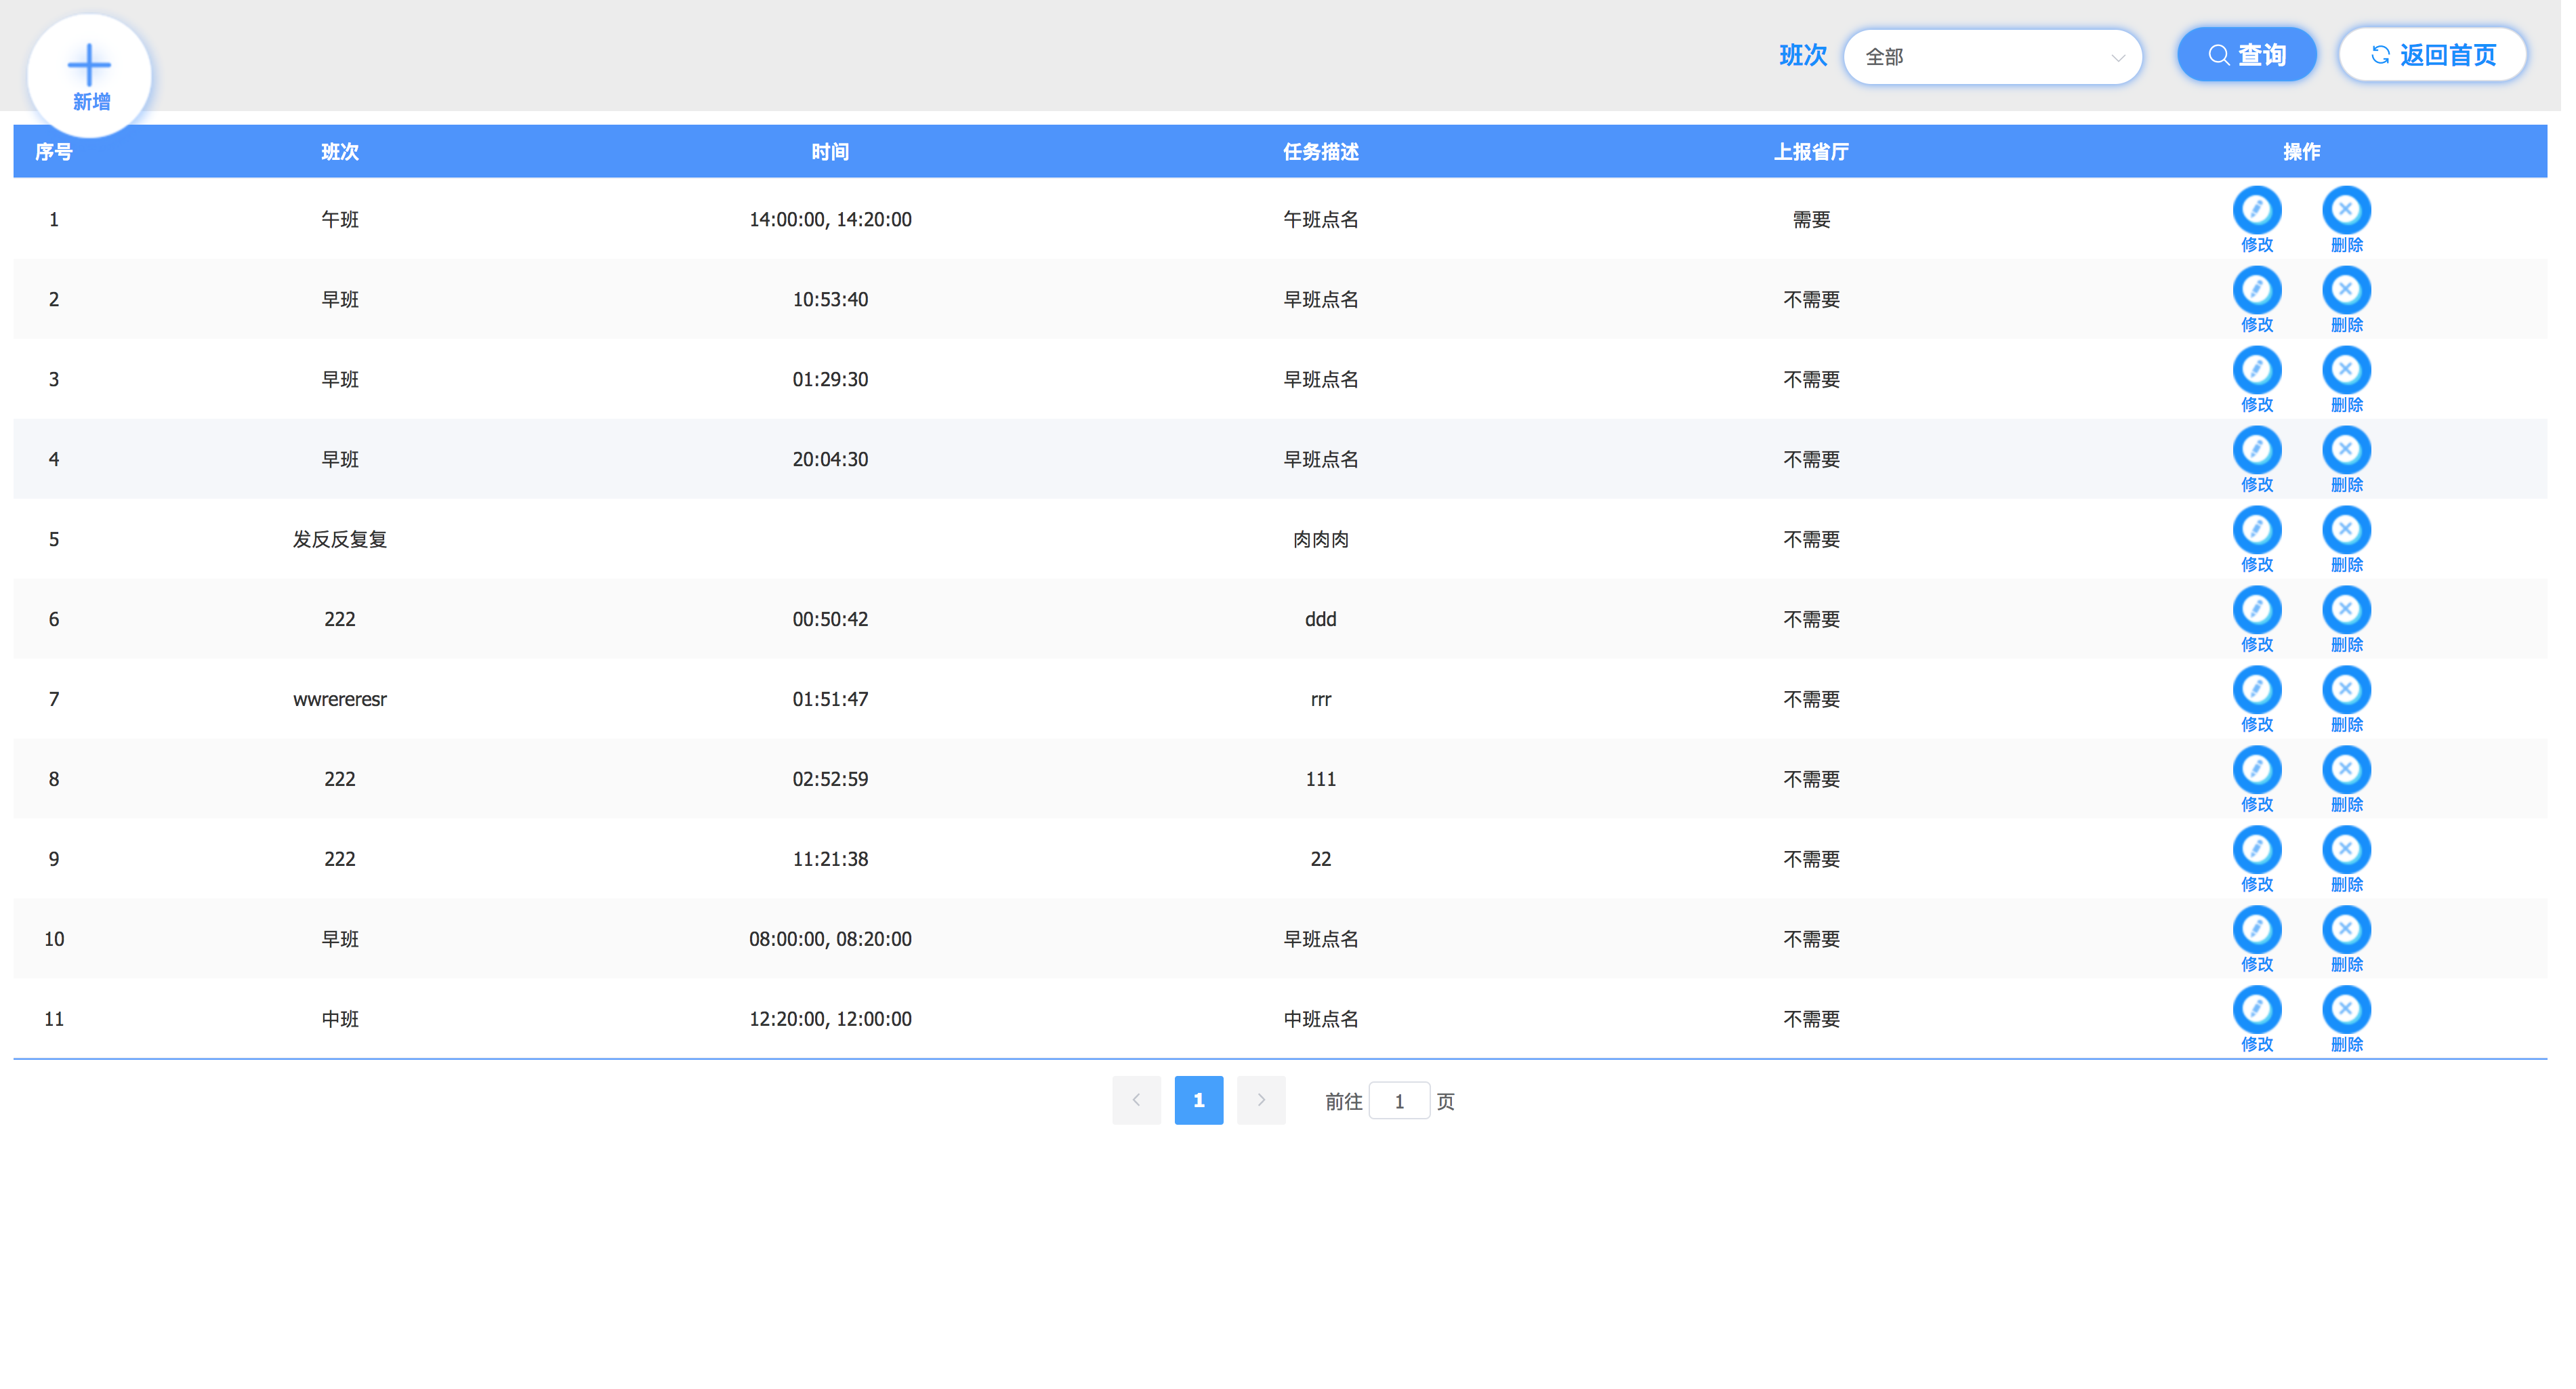 新增
班次 全部 查询 返回首页
序号 班次 时间 任务描述 上报省厅 操作
1 午班 14:00:00, 14:20:00 午班点名 需要 修改 删除
2 早班 10:53:40 早班点名 不需要 修改 删除
3 早班 01:29:30 早班点名 不需要 修改 删除
4 早班 20:04:30 早班点名 不需要 修改 删除
5 发反反复复 肉肉肉 不需要 修改 删除
6 222 00:50:42 ddd 不需要 修改 删除
7 wwrereresr 01:51:47 rrr 不需要 修改 删除
8 222 02:52:59 111 不需要 修改 删除
9 222 11:21:38 22 不需要 修改 删除
10 早班 08:00:00, 08:20:00 早班点名 不需要 修改 删除
11 中班 12:20:00, 12:00:00 中班点名 不需要 修改 删除
1 前往 1 页